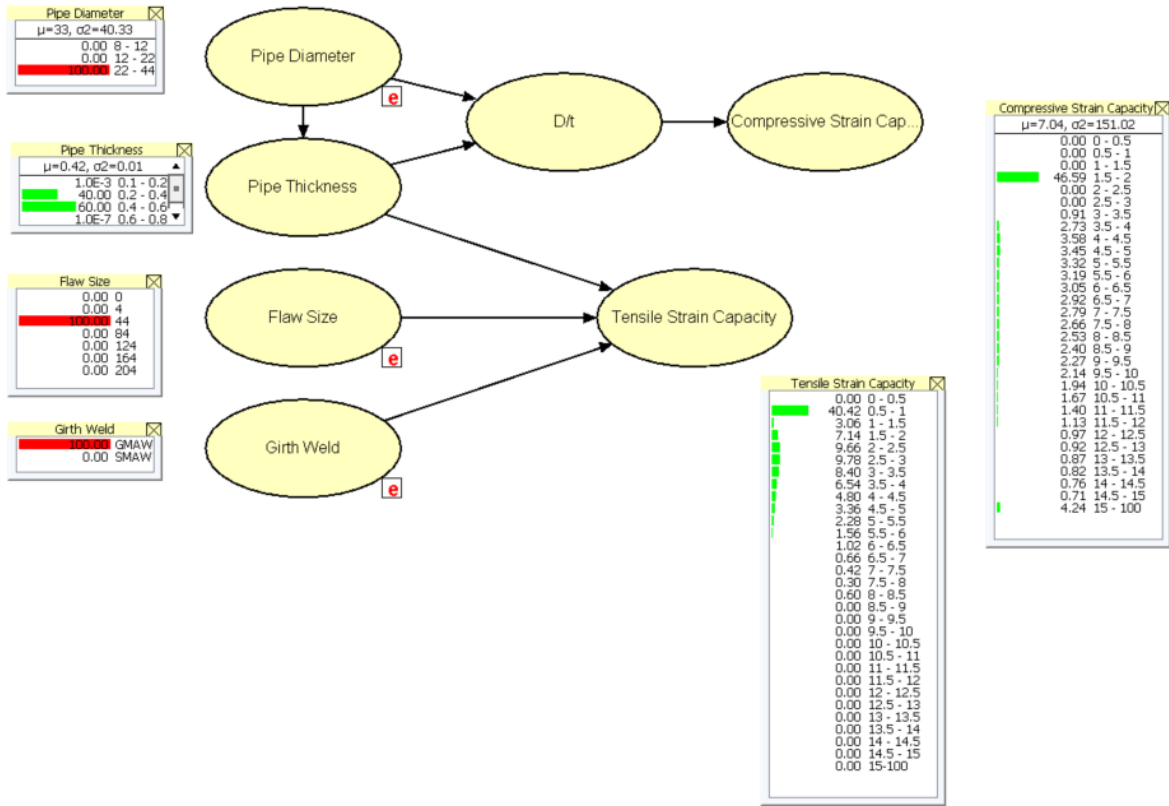 Pipe Diameter
μ=33, σ2=40.33
0.00 8 - 12
0.00 12 - 22
100.00 22 - 44
Pipe Diameter
e
D/t
Compressive Strain Cap...
Pipe Thickness
μ=0.42, σ2=0.01
1.0E-3 0.1 - 0.2
40.00 0.2 - 0.4
60.00 0.4 - 0.6
1.0E-7 0.6 - 0.8
Pipe Thickness
Flaw Size
0.00 0
0.00 4
100.00 44
0.00 84
0.00 124
0.00 164
0.00 204
Flaw Size
e
Tensile Strain Capacity
Girth Weld
100.00 GMAW
0.00 SMAW
Girth Weld
e
Tensile Strain Capacity
0.00 0 - 0.5
40.42 0.5 - 1
3.06 1 - 1.5
7.14 1.5 - 2
9.66 2 - 2.5
9.78 2.5 - 3
8.40 3 - 3.5
6.54 3.5 - 4
4.80 4 - 4.5
3.36 4.5 - 5
2.28 5 - 5.5
1.56 5.5 - 6
1.02 6 - 6.5
0.66 6.5 - 7
0.42 7 - 7.5
0.30 7.5 - 8
0.60 8 - 8.5
0.00 8.5 - 9
0.00 9 - 9.5
0.00 9.5 - 10
0.00 10 - 10.5
0.00 10.5 - 11
0.00 11 - 11.5
0.00 11.5 - 12
0.00 12 - 12.5
0.00 12.5 - 13
0.00 13 - 13.5
0.00 13.5 - 14
0.00 14 - 14.5
0.00 14.5 - 15
0.00 15-100
Compressive Strain Capacity
μ=7.04, σ2=151.02
0.00 0 - 0.5
0.00 0.5 - 1
0.00 1 - 1.5
46.59 1.5 - 2
0.00 2 - 2.5
0.00 2.5 - 3
0.91 3 - 3.5
2.73 3.5 - 4
3.58 4 - 4.5
3.45 4.5 - 5
3.32 5 - 5.5
3.19 5.5 - 6
3.05 6 - 6.5
2.92 6.5 - 7
2.79 7 - 7.5
2.66 7.5 - 8
2.53 8 - 8.5
2.40 8.5 - 9
2.27 9 - 9.5
2.14 9.5 - 10
1.94 10 - 10.5
1.67 10.5 - 11
1.40 11 - 11.5
1.13 11.5 - 12
0.97 12 - 12.5
0.92 12.5 - 13
0.87 13 - 13.5
0.82 13.5 - 14
0.76 14 - 14.5
0.71 14.5 - 15
4.24 15 - 100